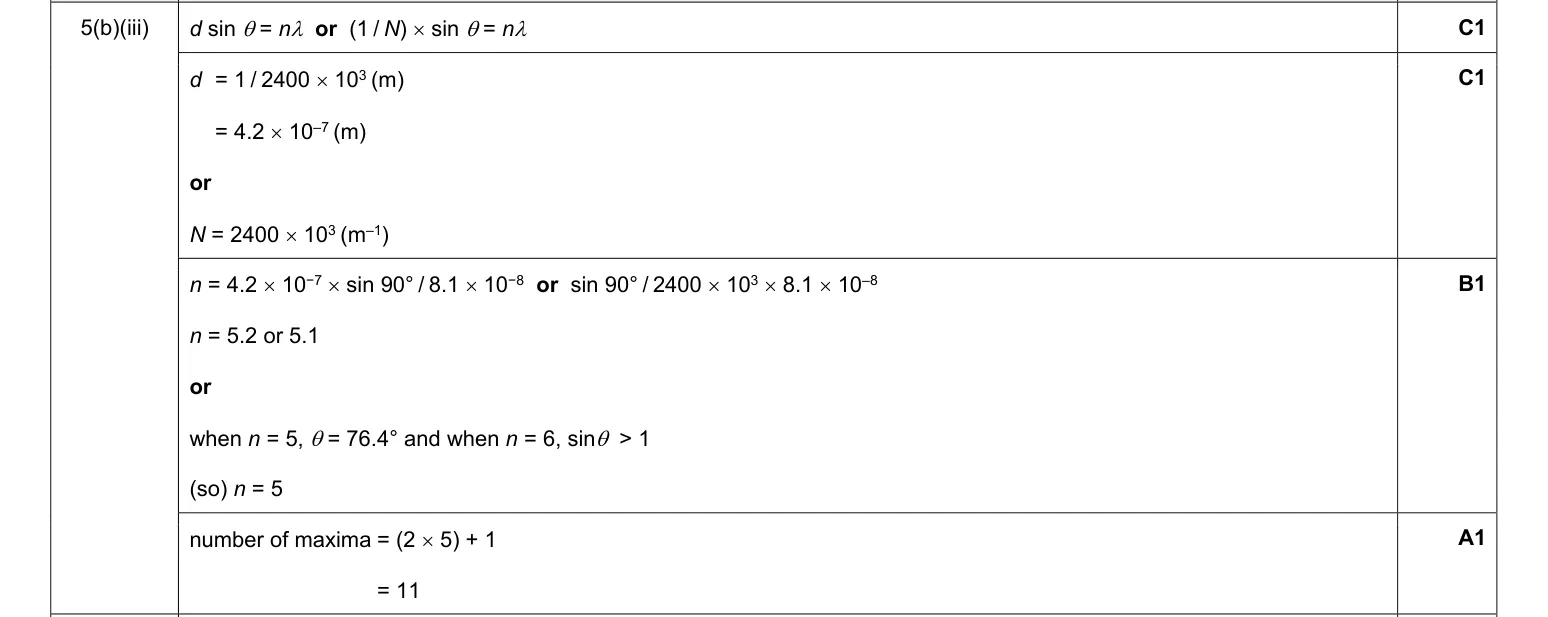 5(b)(iii) d sin θ = nλ or (1 / N) × sin θ = nλ C1
d = 1 / 2400 × 10³ (m) C1
= 4.2 × 10⁻⁷ (m)
or
N = 2400 × 10³ (m⁻¹)
n = 4.2 × 10⁻⁷ × sin 90° / 8.1 × 10⁻⁸ or sin 90° / 2400 × 10³ × 8.1 × 10⁻⁸ B1
n = 5.2 or 5.1
or
when n = 5, θ = 76.4° and when n = 6, sinθ > 1
(so) n = 5
number of maxima = (2 × 5) + 1 A1
= 11